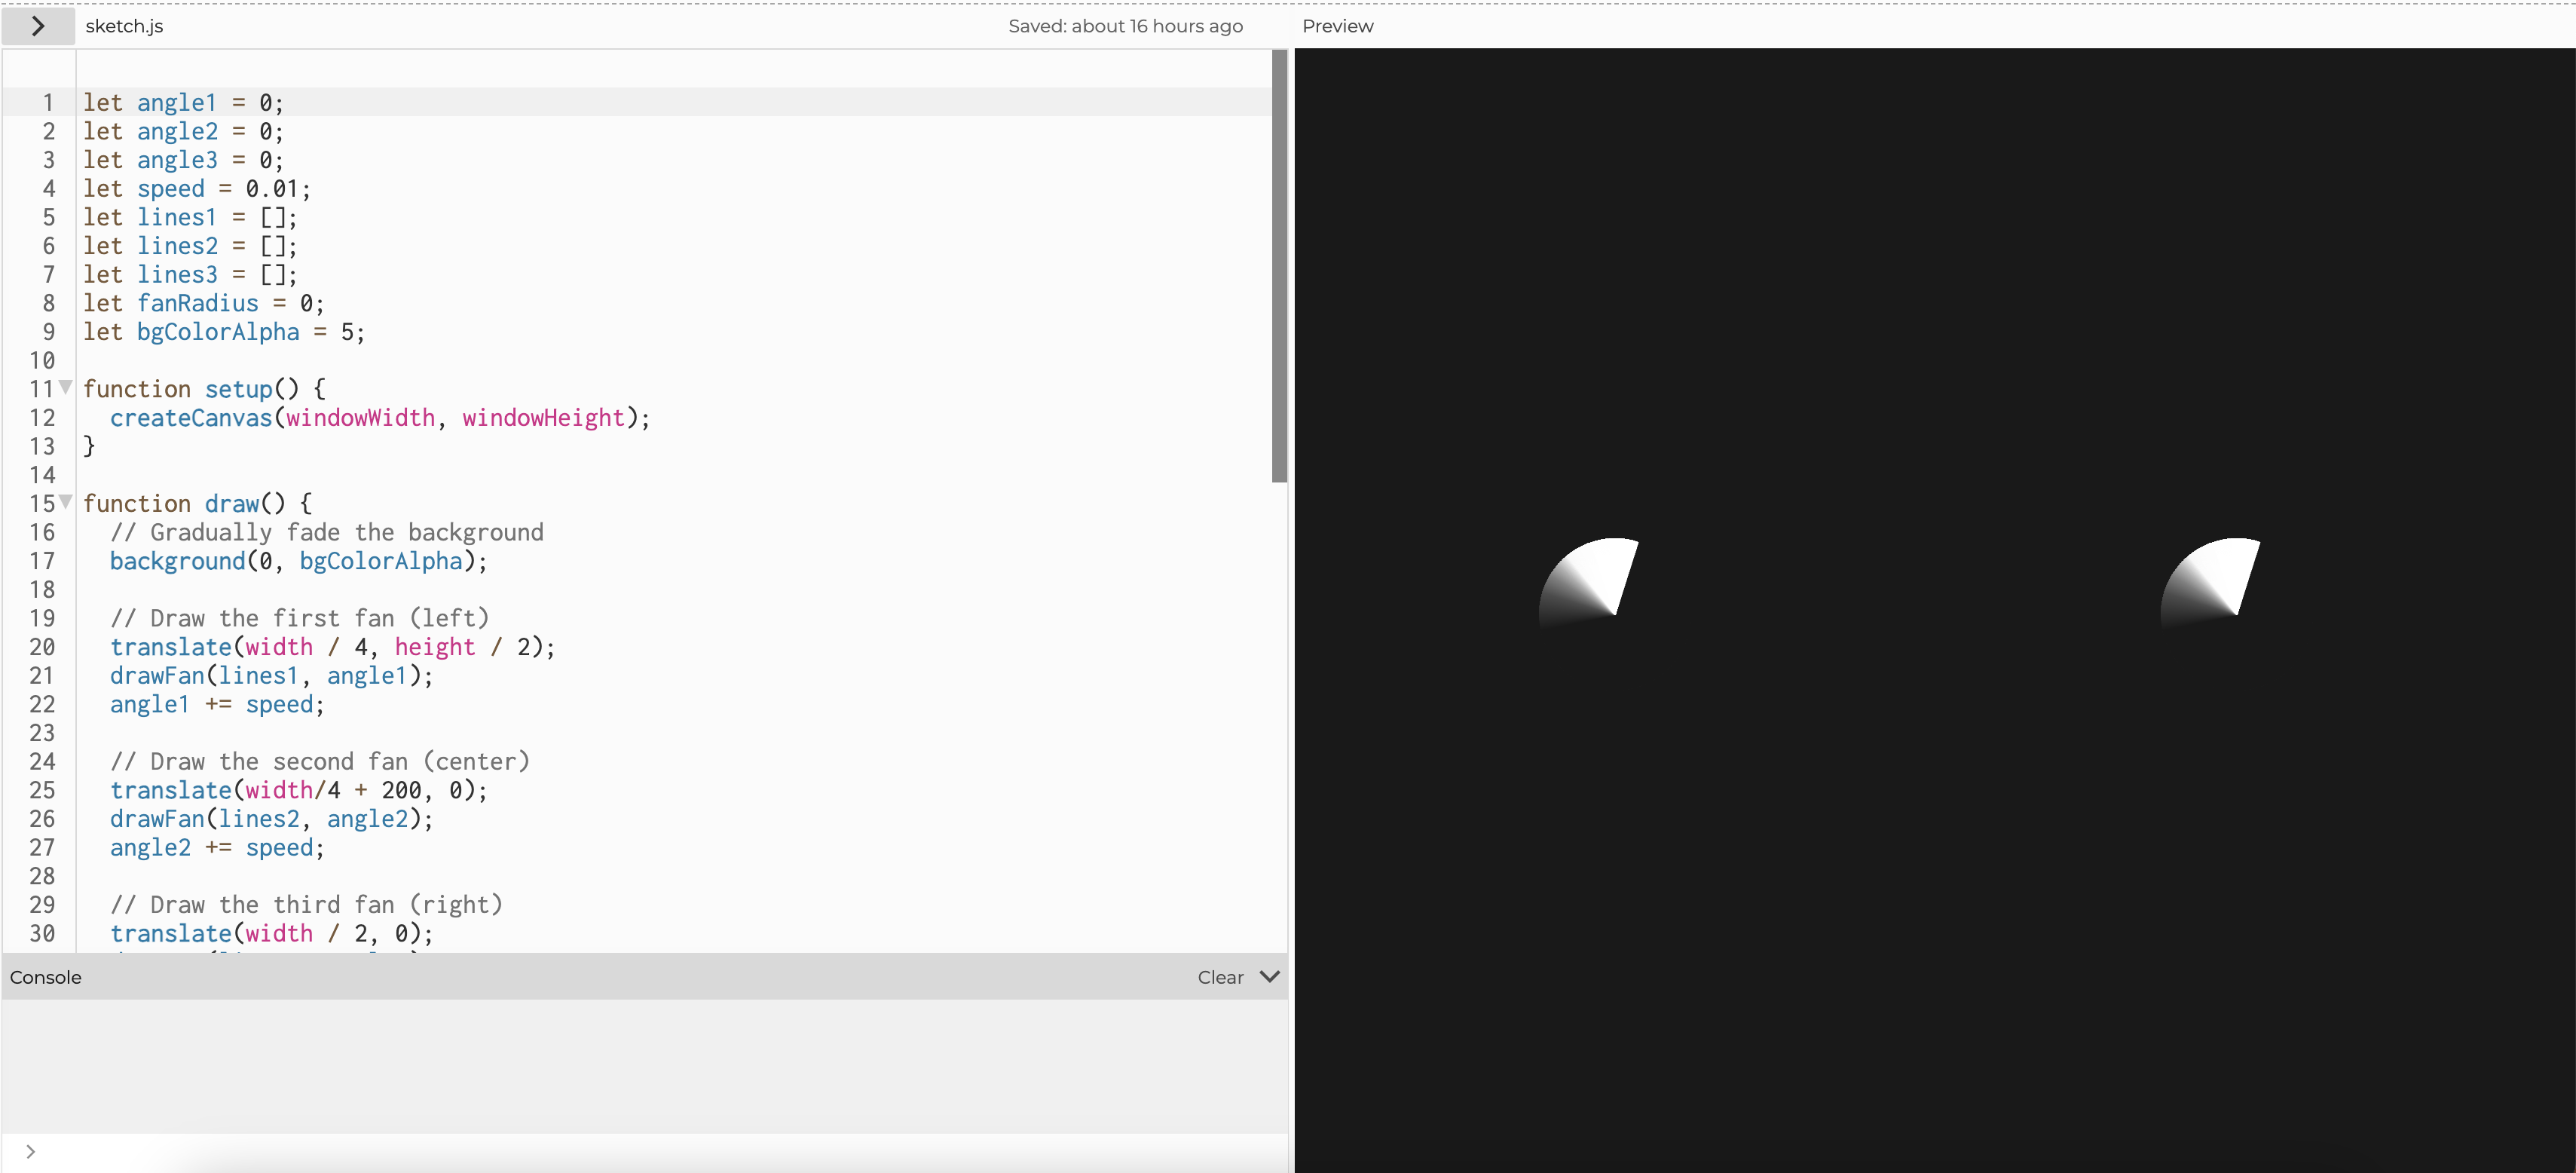 sketch.js
Saved: about 16 hours ago
Preview
1 let angle1 = 0;
2 let angle2 = 0;
3 let angle3 = 0;
4 let speed = 0.01;
5 let lines1 = [];
6 let lines2 = [];
7 let lines3 = [];
8 let fanRadius = 0;
9 let bgColorAlpha = 5;
10
11 function setup() {
12   createCanvas(windowWidth, windowHeight);
13 }
14
15 function draw() {
16   // Gradually fade the background
17   background(0, bgColorAlpha);
18
19   // Draw the first fan (left)
20   translate(width / 4, height / 2);
21   drawFan(lines1, angle1);
22   angle1 += speed;
23
24   // Draw the second fan (center)
25   translate(width/4 + 200, 0);
26   drawFan(lines2, angle2);
27   angle2 += speed;
28
29   // Draw the third fan (right)
30   translate(width / 2, 0);
Console
Clear